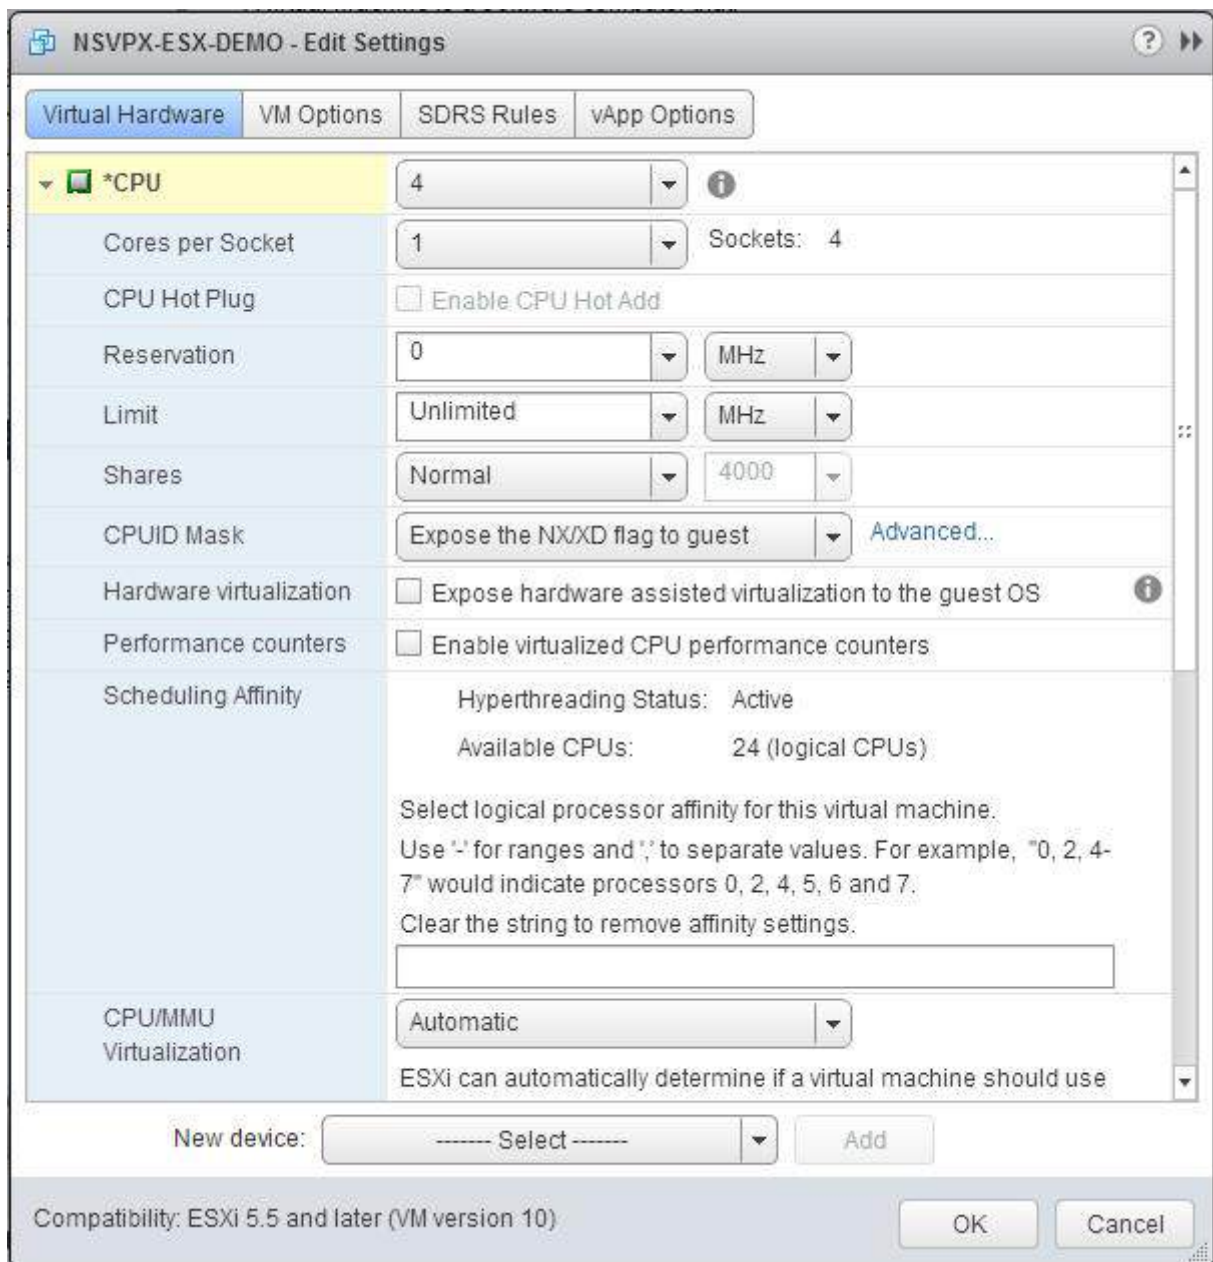 NSVPX-ESX-DEMO - Edit Settings ?
Virtual Hardware VM Options SDRS Rules vApp Options
*CPU 4
Cores per Socket 1 Sockets: 4
CPU Hot Plug Enable CPU Hot Add
Reservation 0 MHz
Limit Unlimited MHz
Shares Normal 4000
CPUID Mask Expose the NX/XD flag to guest Advanced...
Hardware virtualization Expose hardware assisted virtualization to the guest OS
Performance counters Enable virtualized CPU performance counters
Scheduling Affinity Hyperthreading Status: Active
Available CPUs: 24 (logical CPUs)
Select logical processor affinity for this virtual machine.
Use '-' for ranges and ',' to separate values. For example, "0, 2, 4-
7" would indicate processors 0, 2, 4, 5, 6 and 7.
Clear the string to remove affinity settings.
CPU/MMU Automatic
Virtualization
ESXi can automatically determine if a virtual machine should use
New device: ------- Select ------- Add
Compatibility: ESXi 5.5 and later (VM version 10) OK Cancel